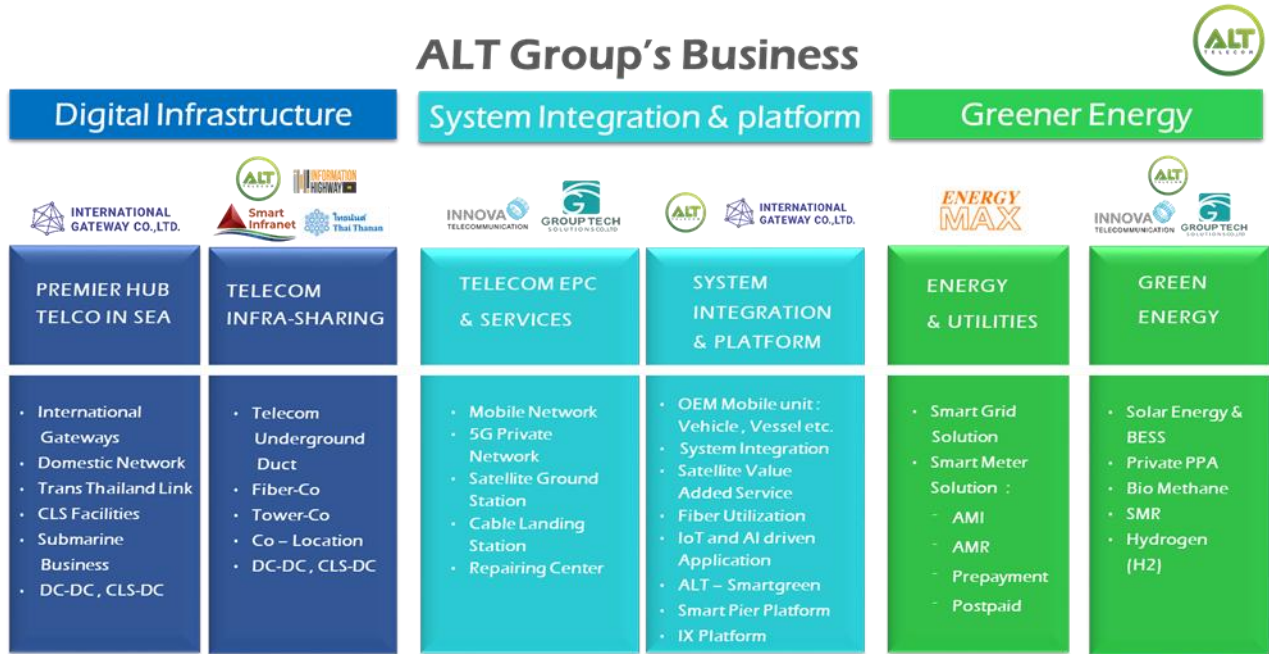 ALT Group's Business
ALT
TELECOM
Digital Infrastructure
System Integration & platform
Greener Energy
INTERNATIONAL
GATEWAY CO.,LTD.
ALT
TELECOM
INFORMATION
HIGHWAY
Smart
Infranet
ไทยนันต์
Thai Thanan
INNOVA
TELECOMMUNICATION
GROUP TECH
SOLUTIONS CO.,LTD
ALT
TELECOM
INTERNATIONAL
GATEWAY CO.,LTD.
ENERGY
MAX
ALT
TELECOM
INNOVA
TELECOMMUNICATION
GROUP TECH
SOLUTIONS CO.,LTD
PREMIER HUB
TELCO IN SEA
TELECOM
INFRA-SHARING
TELECOM EPC
& SERVICES
SYSTEM
INTEGRATION
& PLATFORM
ENERGY
& UTILITIES
GREEN
ENERGY
• International
Gateways
• Domestic Network
• Trans Thailand Link
• CLS Facilities
• Submarine
Business
• DC-DC , CLS-DC
• Telecom
Underground
Duct
• Fiber-Co
• Tower-Co
• Co – Location
• DC-DC , CLS-DC
• Mobile Network
• 5G Private
Network
• Satellite Ground
Station
• Cable Landing
Station
• Repairing Center
• OEM Mobile unit :
Vehicle , Vessel etc.
• System Integration
• Satellite Value
Added Service
• Fiber Utilization
• IoT and AI driven
Application
• ALT – Smartgreen
• Smart Pier Platform
• IX Platform
• Smart Grid
Solution
• Smart Meter
Solution :
- AMI
- AMR
- Prepayment
- Postpaid
• Solar Energy &
BESS
• Private PPA
• Bio Methane
• SMR
• Hydrogen
(H2)